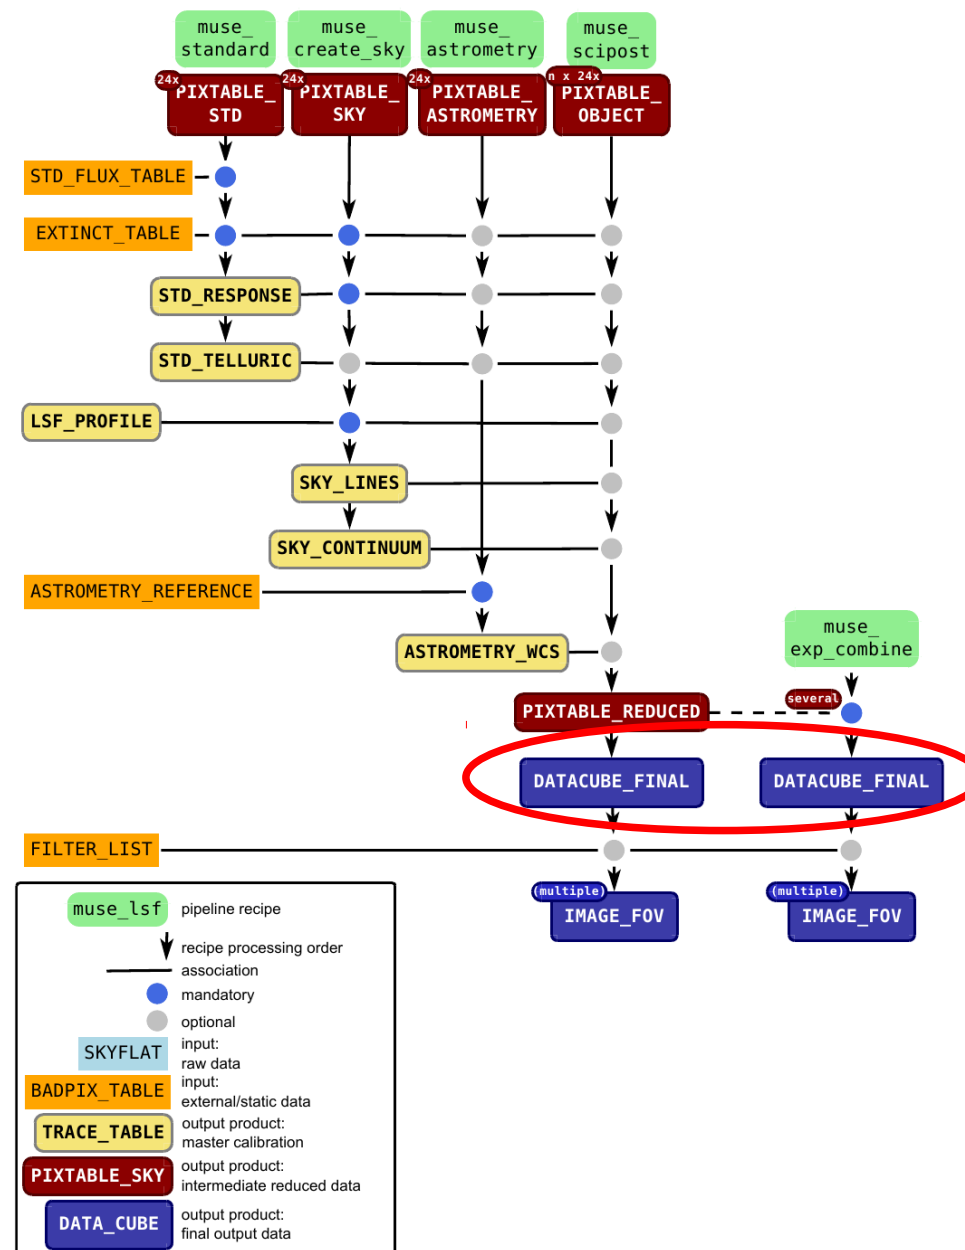 muse_
standard
muse_
create_sky
muse_
astrometry
muse_
scipost
24x
PIXTABLE_
STD
24x
PIXTABLE_
SKY
24x
PIXTABLE_
ASTROMETRY
n x 24x
PIXTABLE_
OBJECT
STD_FLUX_TABLE
EXTINCT_TABLE
STD_RESPONSE
STD_TELLURIC
LSF_PROFILE
SKY_LINES
SKY_CONTINUUM
ASTROMETRY_REFERENCE
ASTROMETRY_WCS
muse_
exp_combine
several
PIXTABLE_REDUCED
DATACUBE_FINAL
DATACUBE_FINAL
FILTER_LIST
(multiple)
IMAGE_FOV
(multiple)
IMAGE_FOV
muse_lsf
pipeline recipe
recipe processing order
association
mandatory
optional
SKYFLAT
input:
raw data
BADPIX_TABLE
input:
external/static data
TRACE_TABLE
output product:
master calibration
PIXTABLE_SKY
output product:
intermediate reduced data
DATA_CUBE
output product:
final output data